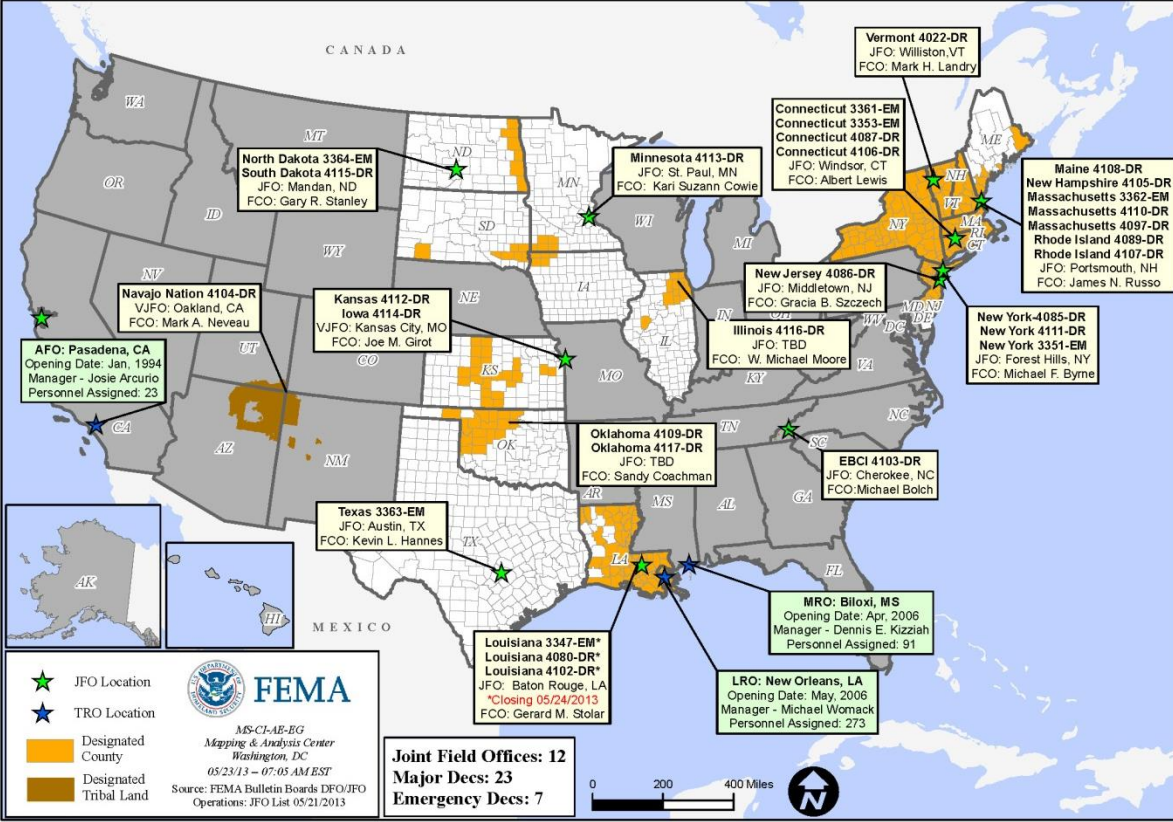 CANADA
Vermont 4022-DR
JFO: Williston,VT
FCO: Mark H. Landry
Connecticut 3361-EM
Connecticut 3353-EM
Connecticut 4087-DR
Connecticut 4106-DR
JFO: Windsor, CT
FCO: Albert Lewis
North Dakota 3364-EM
South Dakota 4115-DR
JFO: Mandan, ND
FCO: Gary R. Stanley
Minnesota 4113-DR
JFO: St. Paul, MN
FCO: Kari Suzann Cowie
Maine 4108-DR
New Hampshire 4105-DR
Massachusetts 3362-EM
Massachusetts 4110-DR
Massachusetts 4097-DR
Rhode Island 4089-DR
Rhode Island 4107-DR
JFO: Portsmouth, NH
FCO: James N. Russo
WA
MT
ND
MN
ME
OR
ID
WY
SD
WI
MI
NY
NH
VT
MA
RI
CT
NV
UT
CO
NE
IA
IL
IN
OH
MD
NJ
DE
DC
WV
VA
CA
AZ
NM
KS
MO
KY
OK
TN
NC
SC
AR
MS
AL
GA
TX
LA
FL
Navajo Nation 4104-DR
VJFO: Oakland, CA
FCO: Mark A. Neveau
Kansas 4112-DR
Iowa 4114-DR
VJFO: Kansas City, MO
FCO: Joe M. Girot
New Jersey 4086-DR
JFO: Middletown, NJ
FCO: Gracia B. Szczech
Illinois 4116-DR
JFO: TBD
FCO: W. Michael Moore
New York-4085-DR
New York 4111-DR
New York 3351-EM
JFO: Forest Hills, NY
FCO: Michael F. Byrne
AFO: Pasadena, CA
Opening Date: Jan, 1994
Manager - Josie Arcurio
Personnel Assigned: 23
Oklahoma 4109-DR
Oklahoma 4117-DR
JFO: TBD
FCO: Sandy Coachman
EBCI 4103-DR
JFO: Cherokee, NC
FCO:Michael Bolch
Texas 3363-EM
JFO: Austin, TX
FCO: Kevin L. Hannes
AK
HI
MEXICO
Louisiana 3347-EM*
Louisiana 4080-DR*
Louisiana 4102-DR*
JFO: Baton Rouge, LA
*Closing 05/24/2013
FCO: Gerard M. Stolar
MRO: Biloxi, MS
Opening Date: Apr, 2006
Manager - Dennis E. Kizziah
Personnel Assigned: 91
LRO: New Orleans, LA
Opening Date: May, 2006
Manager - Michael Womack
Personnel Assigned: 273
JFO Location
TRO Location
Designated
County
Designated
Tribal Land
FEMA
MS-CI-AE-EG
Mapping & Analysis Center
Washington, DC
05/23/13 – 07:05 AM EST
Source: FEMA Bulletin Boards DFO/JFO
Operations: JFO List 05/21/2013
Joint Field Offices: 12
Major Decs: 23
Emergency Decs: 7
0 200 400 Miles
N